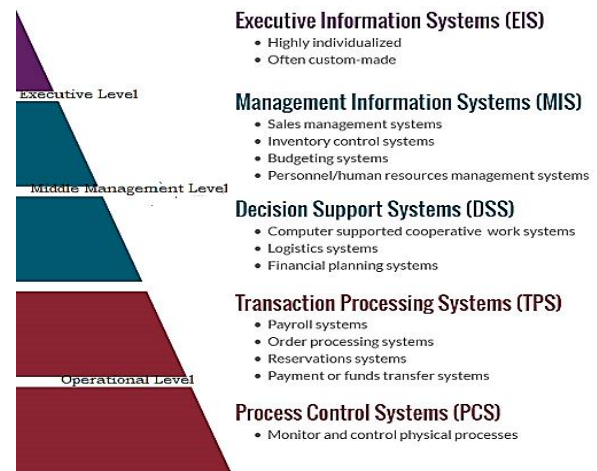 Executive Information Systems (EIS)
• Highly individualized
• Often custom-made
Executive Level
Management Information Systems (MIS)
• Sales management systems
• Inventory control systems
• Budgeting systems
• Personnel/human resources management systems
Middle Management Level
Decision Support Systems (DSS)
• Computer supported cooperative work systems
• Logistics systems
• Financial planning systems
Transaction Processing Systems (TPS)
• Payroll systems
• Order processing systems
• Reservations systems
• Payment or funds transfer systems
Operational Level
Process Control Systems (PCS)
• Monitor and control physical processes